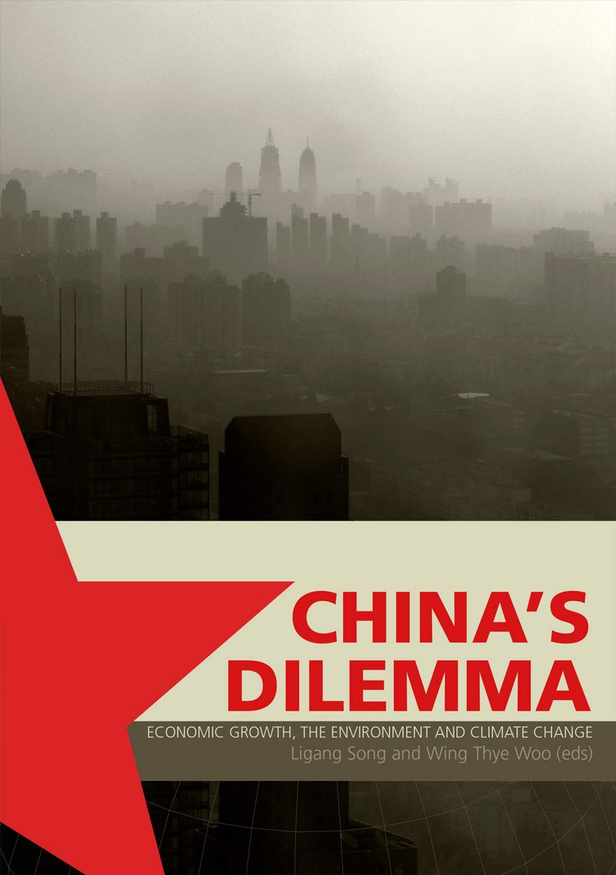 CHINA’S
DILEMMA
ECONOMIC GROWTH, THE ENVIRONMENT AND CLIMATE CHANGE
Ligang Song and Wing Thye Woo (eds)